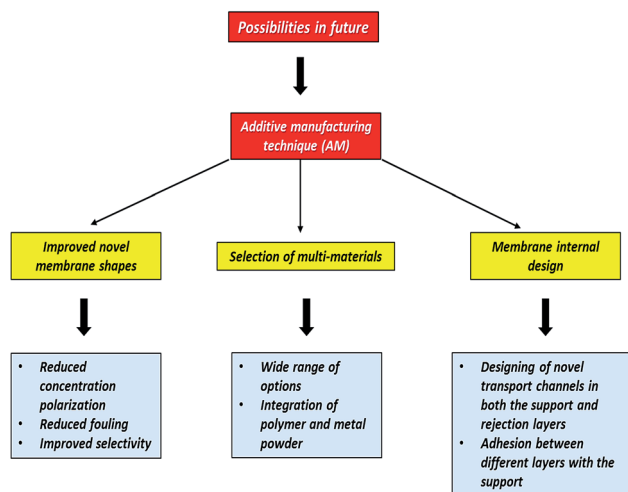 Possibilities in future
Additive manufacturing
technique (AM)
Improved novel
membrane shapes
Selection of multi-materials
Membrane internal
design
• Reduced
concentration
polarization
• Reduced fouling
• Improved selectivity
• Wide range of
options
• Integration of
polymer and metal
powder
• Designing of novel
transport channels in
both the support and
rejection layers
• Adhesion between
different layers with the
support